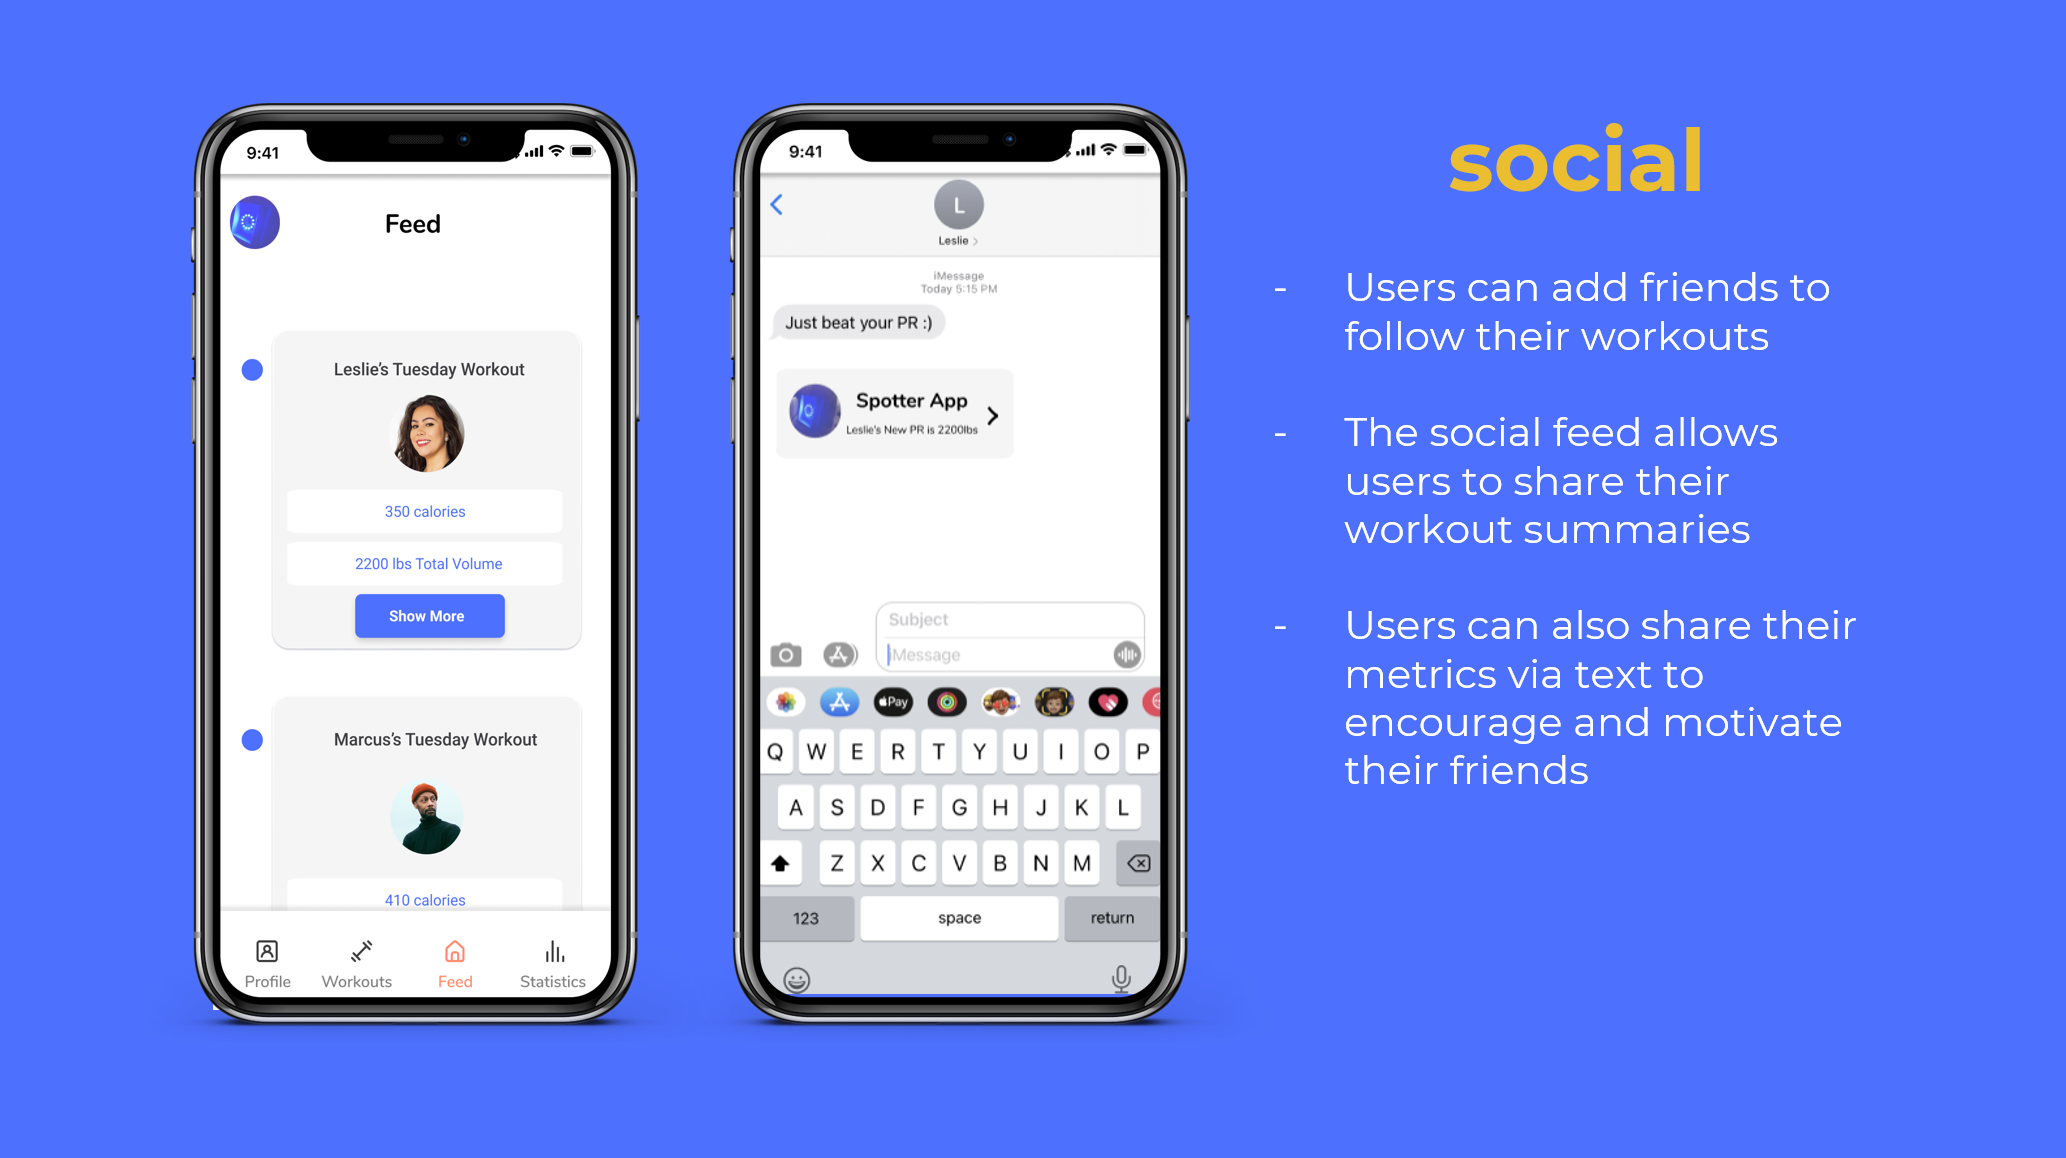 9:41
Feed
Leslie's Tuesday Workout
350 calories
2200 lbs Total Volume
Show More
Marcus's Tuesday Workout
410 calories
Profile
Workouts
Feed
Statistics
9:41
L
Leslie
iMessage
Today 5:15 PM
Just beat your PR :)
Spotter App
Leslie's New PR is 2200lbs
Subject
iMessage
Pay
Q W E R T Y U I O P
A S D F G H J K L
Z X C V B N M
123 space return
social
- Users can add friends to
follow their workouts
- The social feed allows
users to share their
workout summaries
- Users can also share their
metrics via text to
encourage and motivate
their friends